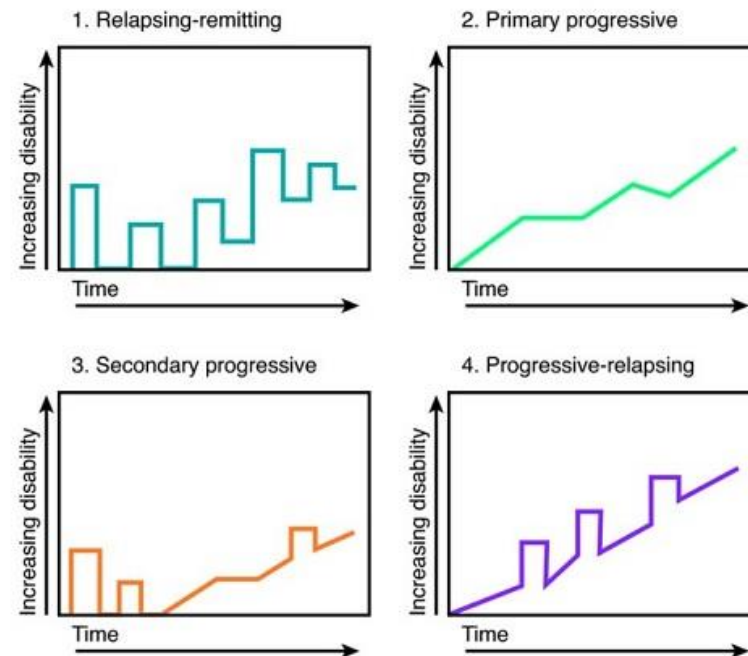 1. Relapsing-remitting
Increasing disability
Time
2. Primary progressive
Increasing disability
Time
3. Secondary progressive
Increasing disability
Time
4. Progressive-relapsing
Increasing disability
Time